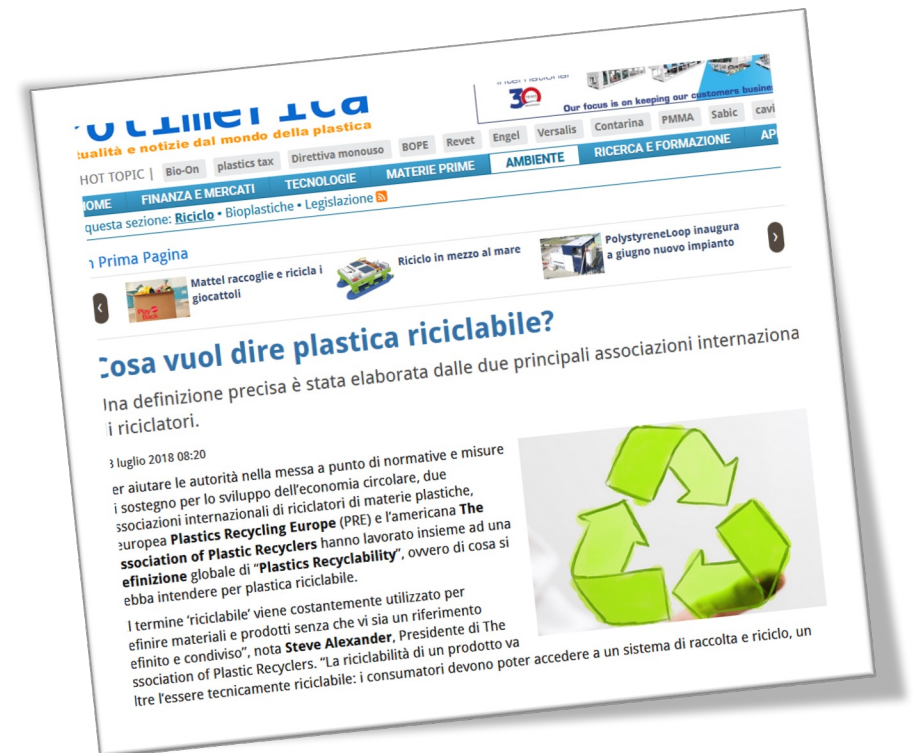 tualità e notizie dal mondo della plastica
30
Our focus is on keeping our customers busine
HOT TOPIC | Bio-On plastics tax Direttiva monouso BOPE Revet Engel Versalis Contarina PMMA Sabic cavi
OME FINANZA E MERCATI TECNOLOGIE MATERIE PRIME AMBIENTE RICERCA E FORMAZIONE AP
questa sezione: Riciclo • Bioplastiche • Legislazione
Prima Pagina
Mattel raccoglie e ricicla i
giocattoli
Riciclo in mezzo al mare
PolystyreneLoop inaugura
a giugno nuovo impianto
Cosa vuol dire plastica riciclabile?
na definizione precisa è stata elaborata dalle due principali associazioni internaziona
i riciclatori.
luglio 2018 08:20
er aiutare le autorità nella messa a punto di normative e misure
i sostegno per lo sviluppo dell'economia circolare, due
ssociazioni internazionali di riciclatori di materie plastiche,
europea Plastics Recycling Europe (PRE) e l'americana The
ssociation of Plastic Recyclers hanno lavorato insieme ad una
efinizione globale di “Plastics Recyclability”, ovvero di cosa si
ebba intendere per plastica riciclabile.
l termine 'riciclabile' viene costantemente utilizzato per
efinire materiali e prodotti senza che vi sia un riferimento
efinito e condiviso”, nota Steve Alexander, Presidente di The
ssociation of Plastic Recyclers. “La riciclabilità di un prodotto va
ltre l'essere tecnicamente riciclabile: i consumatori devono poter accedere a un sistema di raccolta e riciclo, un